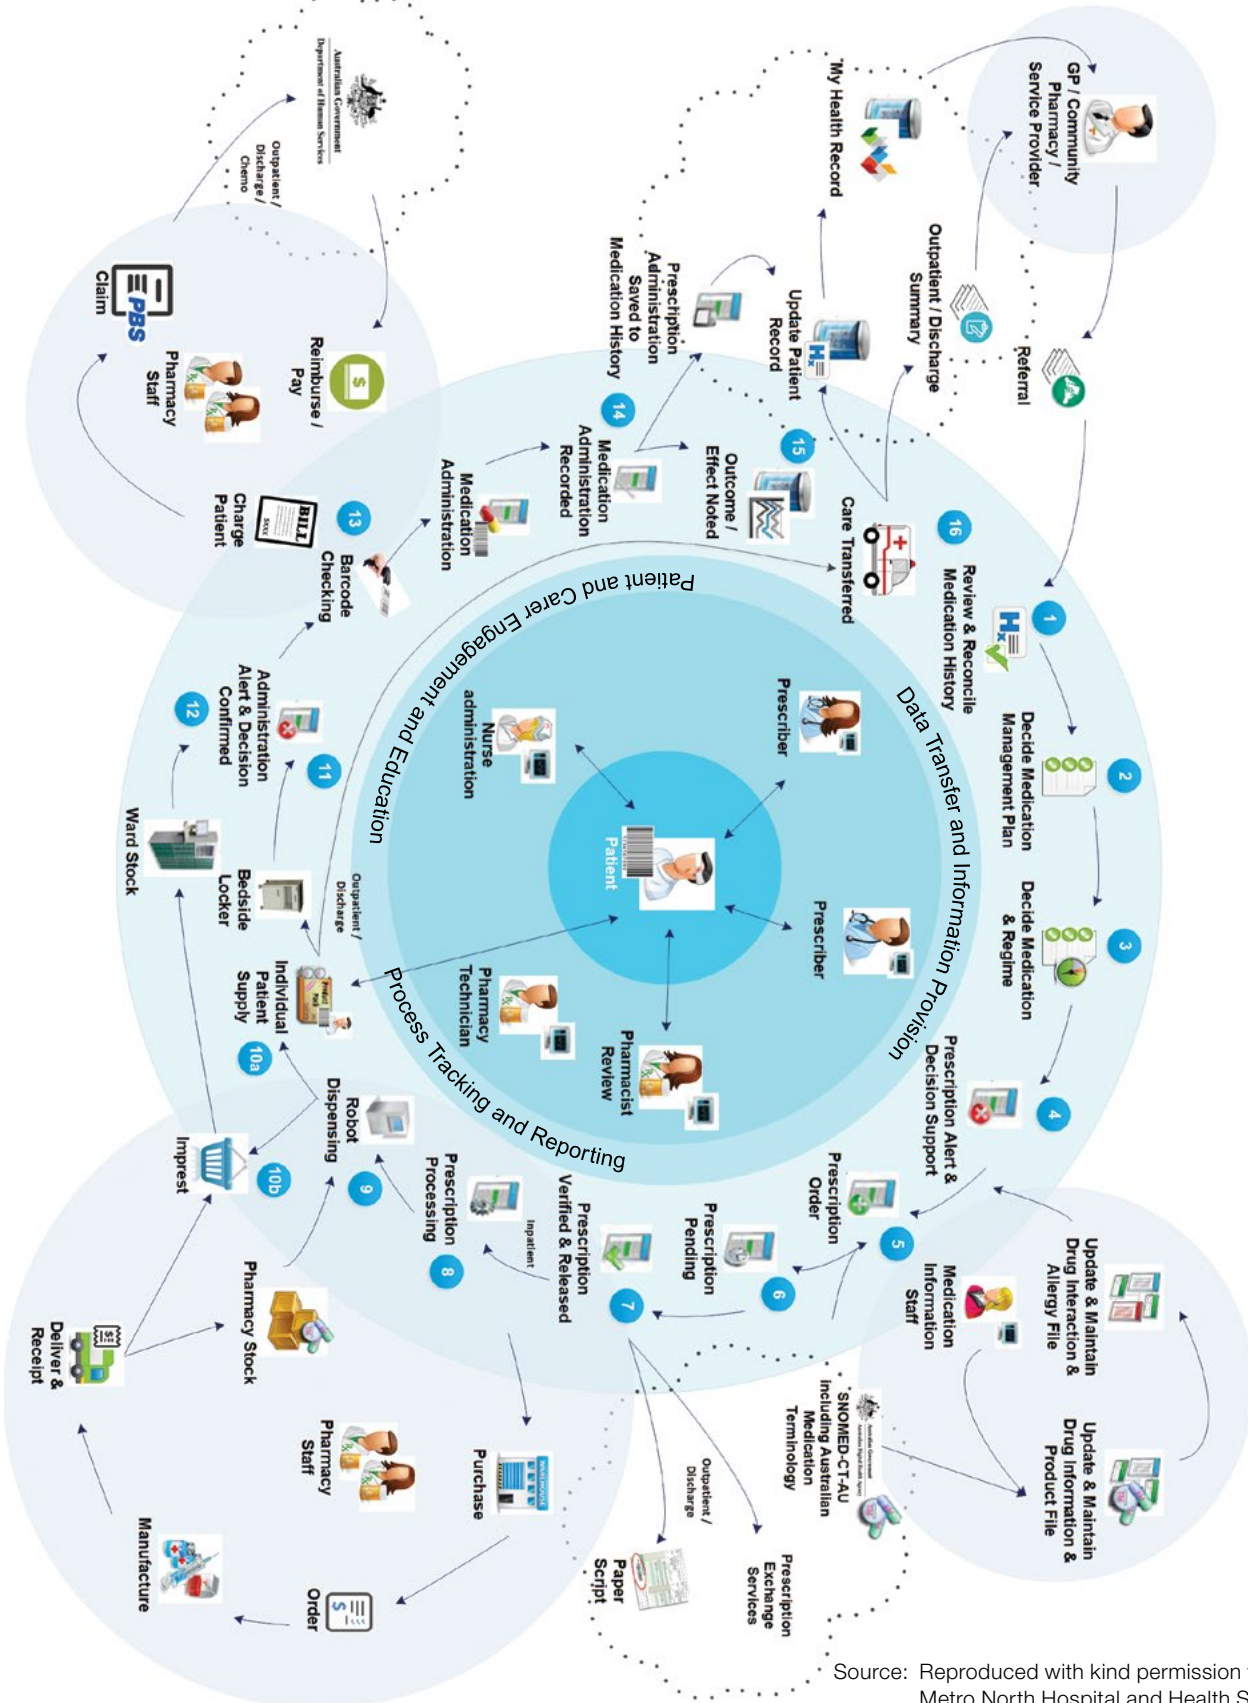 GP / Community
Pharmacy /
Service Provider
Referral
Outpatient / Discharge
Summary
My Health Record
Update Patient
Record
Prescription
Administration
Saved to
Medication History
Australian Government
Department of Human Services
Outpatient /
Discharge /
Chemo
PBS
Claim
Pharmacy
Staff
$
Reimburse /
Pay
BILL
Charge
Patient
1
Hx
Review & Reconcile
Medication History
2
Decide Medication
Management Plan
3
Decide Medication
& Regime
4
Prescription Alert &
Decision Support
5
Prescription
Order
6
Prescription
Pending
7
Prescription
Verified & Released
Inpatient
8
Prescription
Processing
9
Robot
Dispensing
10a
Individual
Patient
Supply
10b
Imprest
Outpatient /
Discharge
Bedside
Locker
Ward Stock
11
12
Administration
Alert & Decision
Confirmed
13
Barcode
Checking
Medication
Administration
14
Medication
Administration
Recorded
15
Outcome /
Effect Noted
16
Care Transferred
Hx
Data Transfer and Information Provision
Process Tracking and Reporting
Patient and Carer Engagement and Education
Prescriber
Prescriber
Nurse
administration
Patient
Pharmacist
Review
Pharmacy
Technician
Update & Maintain
Drug Interaction &
Allergy File
Update & Maintain
Drug Information &
Product File
Medication
Information
Staff
Australian Government
Australian Digital Health Agency
SNOMED-CT-AU
including Australian
Medication
Terminology
Prescription
Exchange
Services
Outpatient /
Discharge
Paper
Script
WAREHOUSE
Purchase
Order
Manufacture
Deliver &
Receipt
Pharmacy Stock
Pharmacy
Staff
Source: Reproduced with kind permission
Metro North Hospital and Health